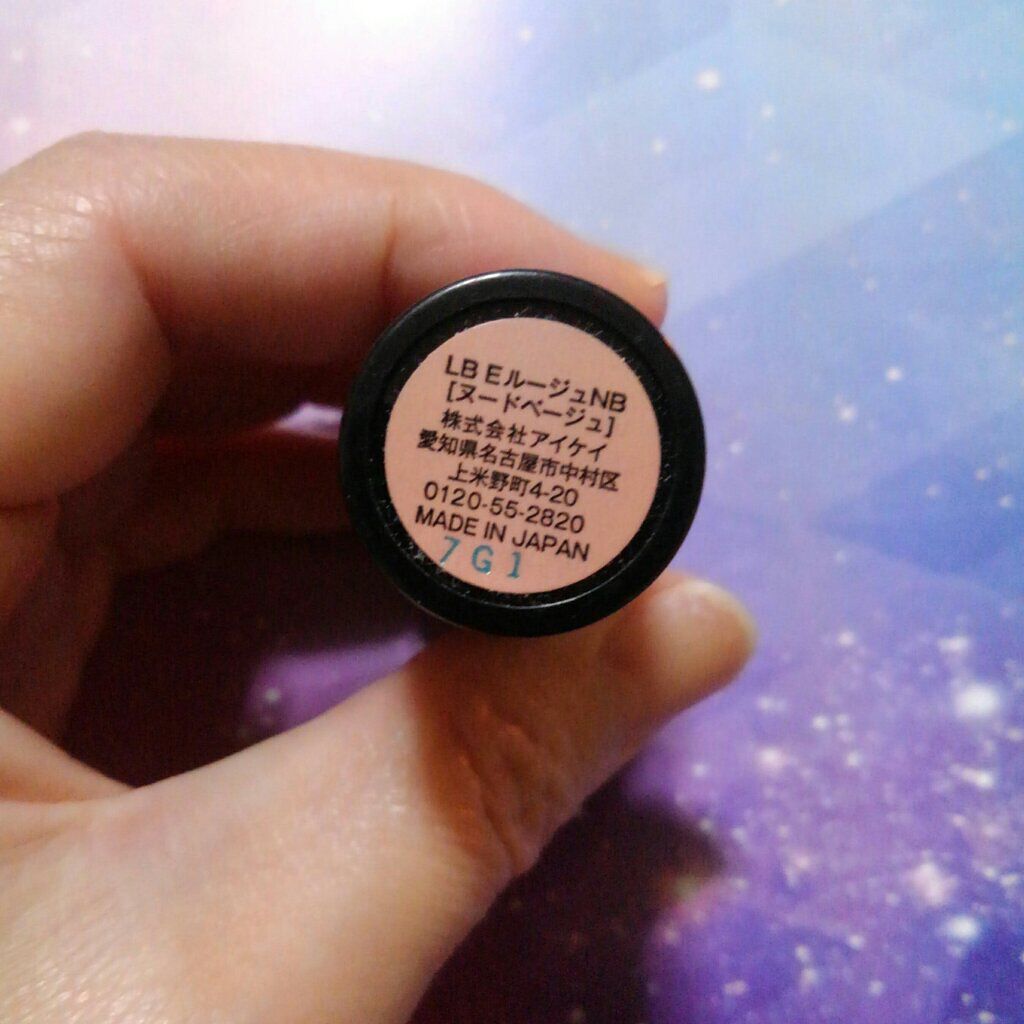 LB EルージュNB
[ヌードベージュ]
株式会社アイケイ
愛知県名古屋市中村区
上米野町4-20
0120-55-2820
MADE IN JAPAN
7G1